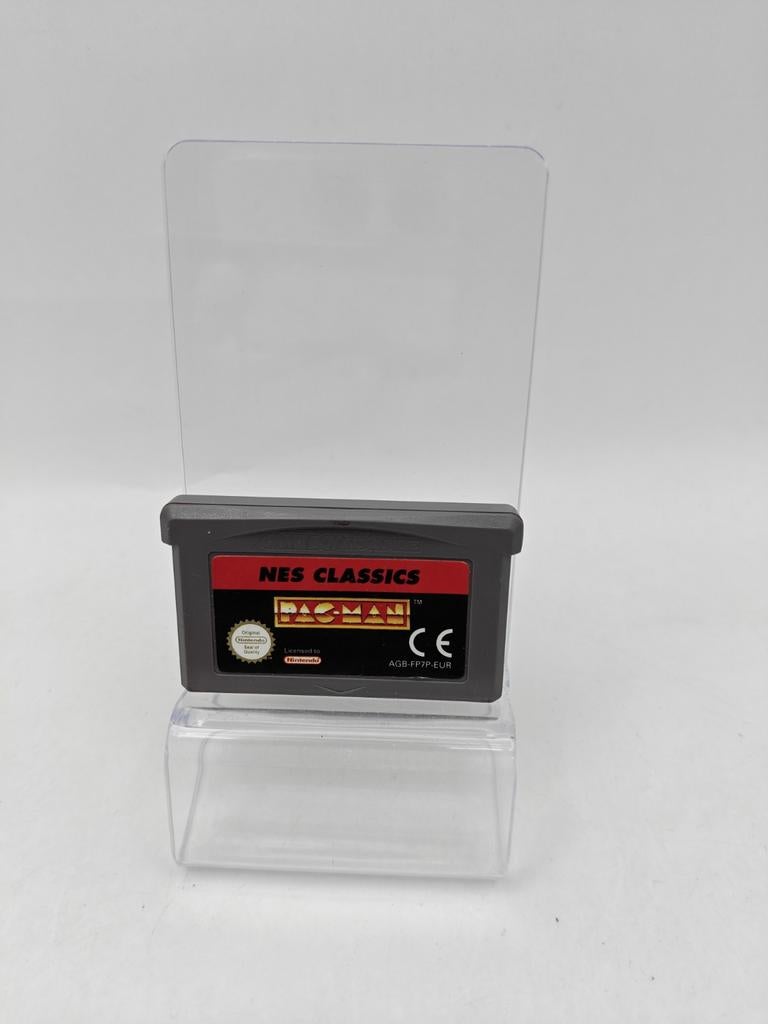 NES CLASSICS
PAC-MAN TM
Original
Nintendo
Seal of
Quality
Licensed to
Nintendo
CE
AGB-FP7P-EUR